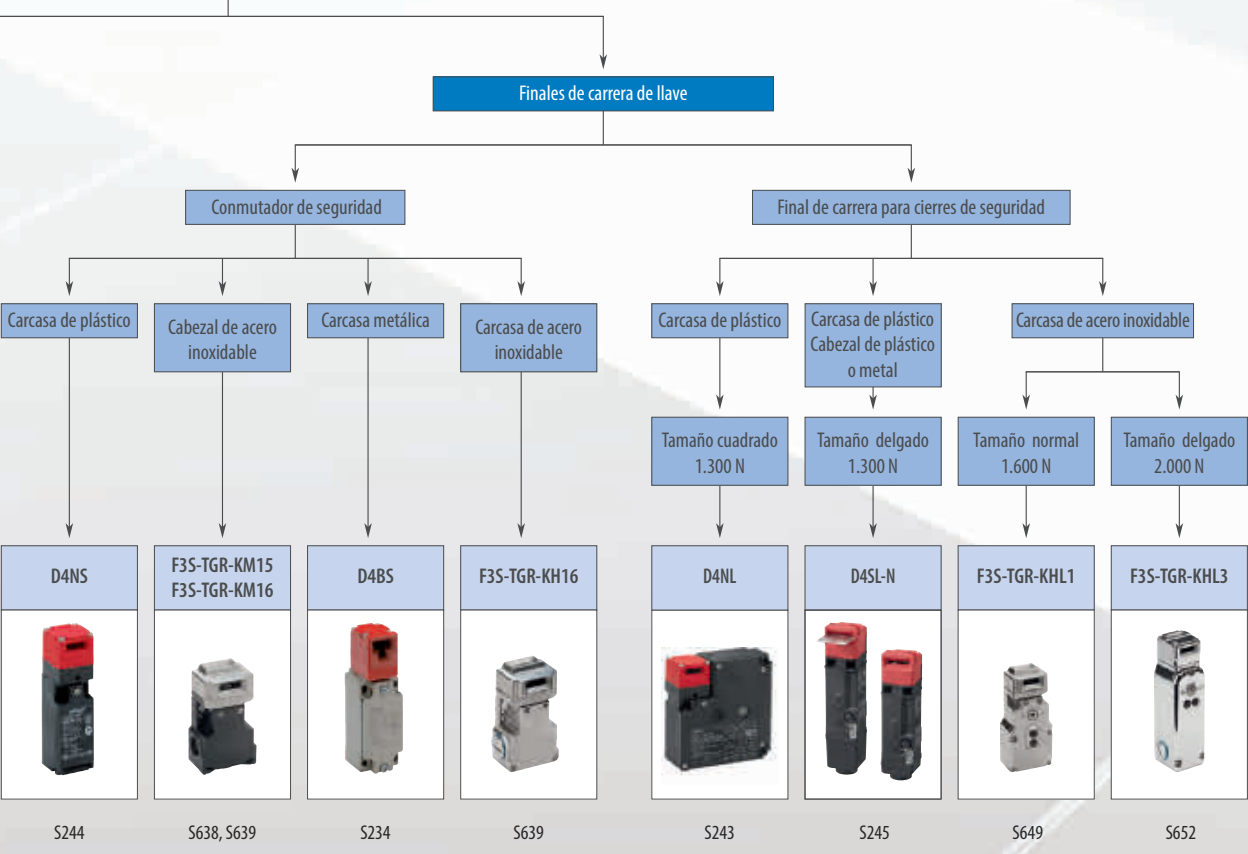 Finales de carrera de llave
Conmutador de seguridad
Final de carrera para cierres de seguridad
Carcasa de plástico
Cabezal de acero
inoxidable
Carcasa metálica
Carcasa de acero
inoxidable
Carcasa de plástico
Carcasa de plástico
Cabezal de plástico
o metal
Carcasa de acero inoxidable
Tamaño cuadrado
1.300 N
Tamaño delgado
1.300 N
Tamaño normal
1.600 N
Tamaño delgado
2.000 N
D4NS
F3S-TGR-KM15
F3S-TGR-KM16
D4BS
F3S-TGR-KH16
D4NL
D4SL-N
F3S-TGR-KHL1
F3S-TGR-KHL3
S244
S638, S639
S234
S639
S243
S245
S649
S652